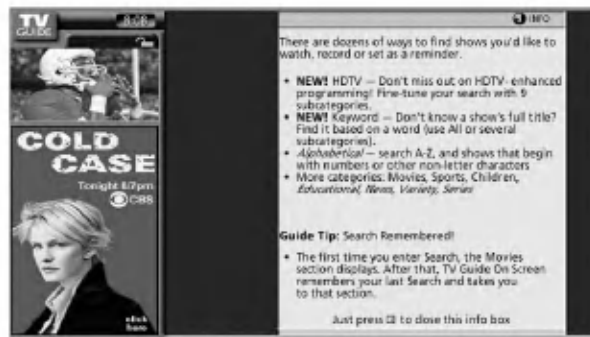 TV
GUIDE
8:08
INFO
There are dozens of ways to find shows you'd like to
watch, record or set as a reminder.
• NEW! HDTV — Don't miss out on HDTV- enhanced
programming! Fine-tune your search with 9
subcategories.
• NEW! Keyword — Don't know a show's full title?
Find it based on a word (use All or several
subcategories).
• Alphabetical — search A-Z, and shows that begin
with numbers or other non-letter characters
• More categories: Movies, Sports, Children,
Educational, News, Variety, Series
Guide Tip: Search Remembered!
• The first time you enter Search, the Movies
section displays. After that, TV Guide On Screen
remembers your last Search and takes you
to that section.
Just press to close this info box
COLD
CASE
Tonight 8/7pm
CBS
click
here